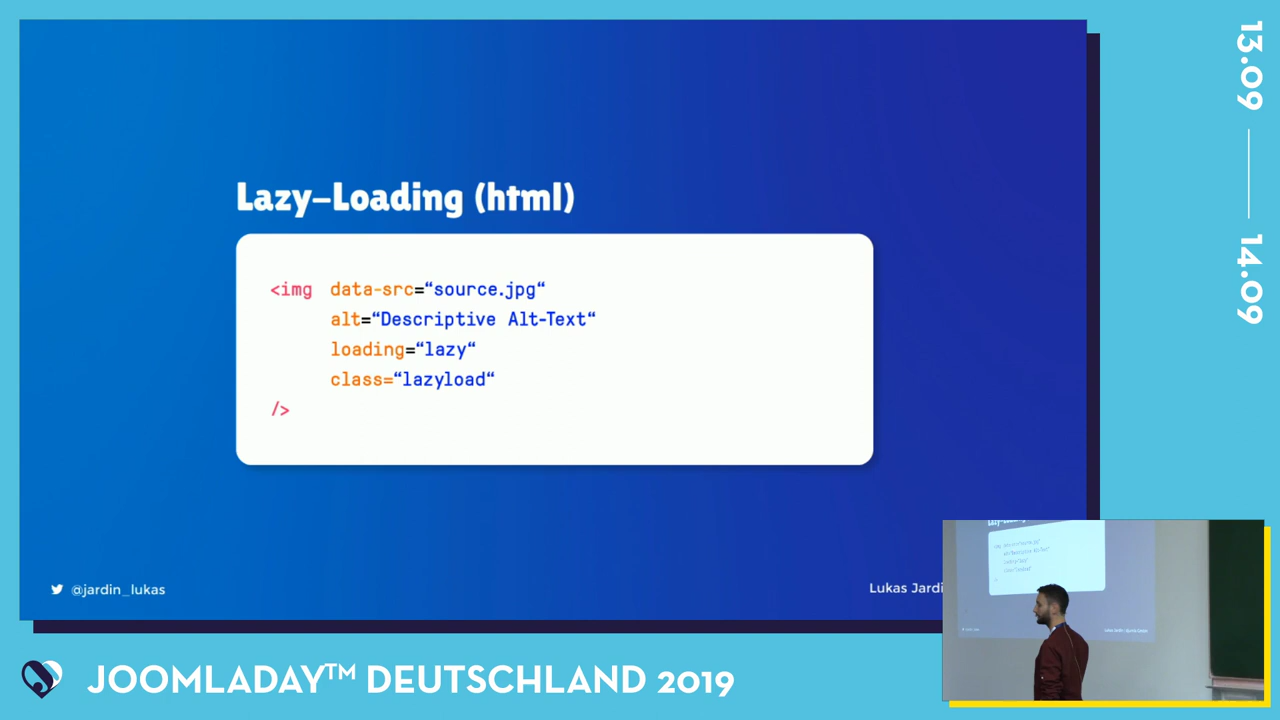 Lazy-Loading (html)
<img data-src=“source.jpg“
alt=“Descriptive Alt-Text“
loading=“lazy“
class=“lazyload“
/>
@jardin_lukas
Lukas Jardi
JOOMLADAY™ DEUTSCHLAND 2019
13.09
14.09